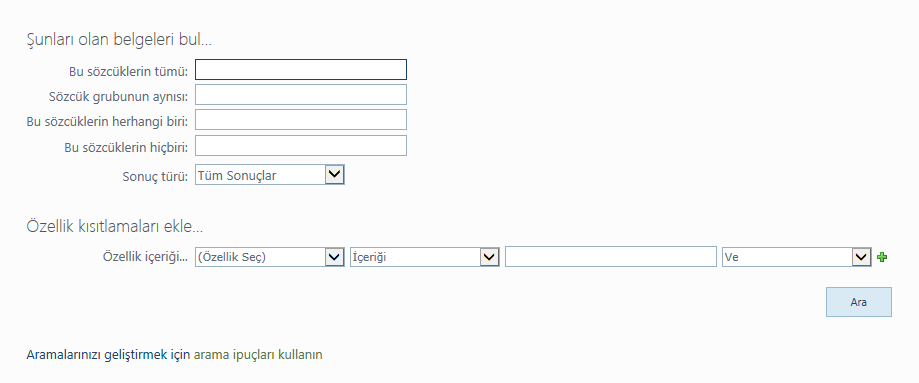 Şunları olan belgeleri bul...
Bu sözcüklerin tümü:
Sözcük grubunun aynısı:
Bu sözcüklerin herhangi biri:
Bu sözcüklerin hiçbiri:
Sonuç türü: Tüm Sonuçlar
Özellik kısıtlamaları ekle...
Özellik içeriği... (Özellik Seç) İçeriği Ve
Ara
Aramalarınızı geliştirmek için arama ipuçları kullanın